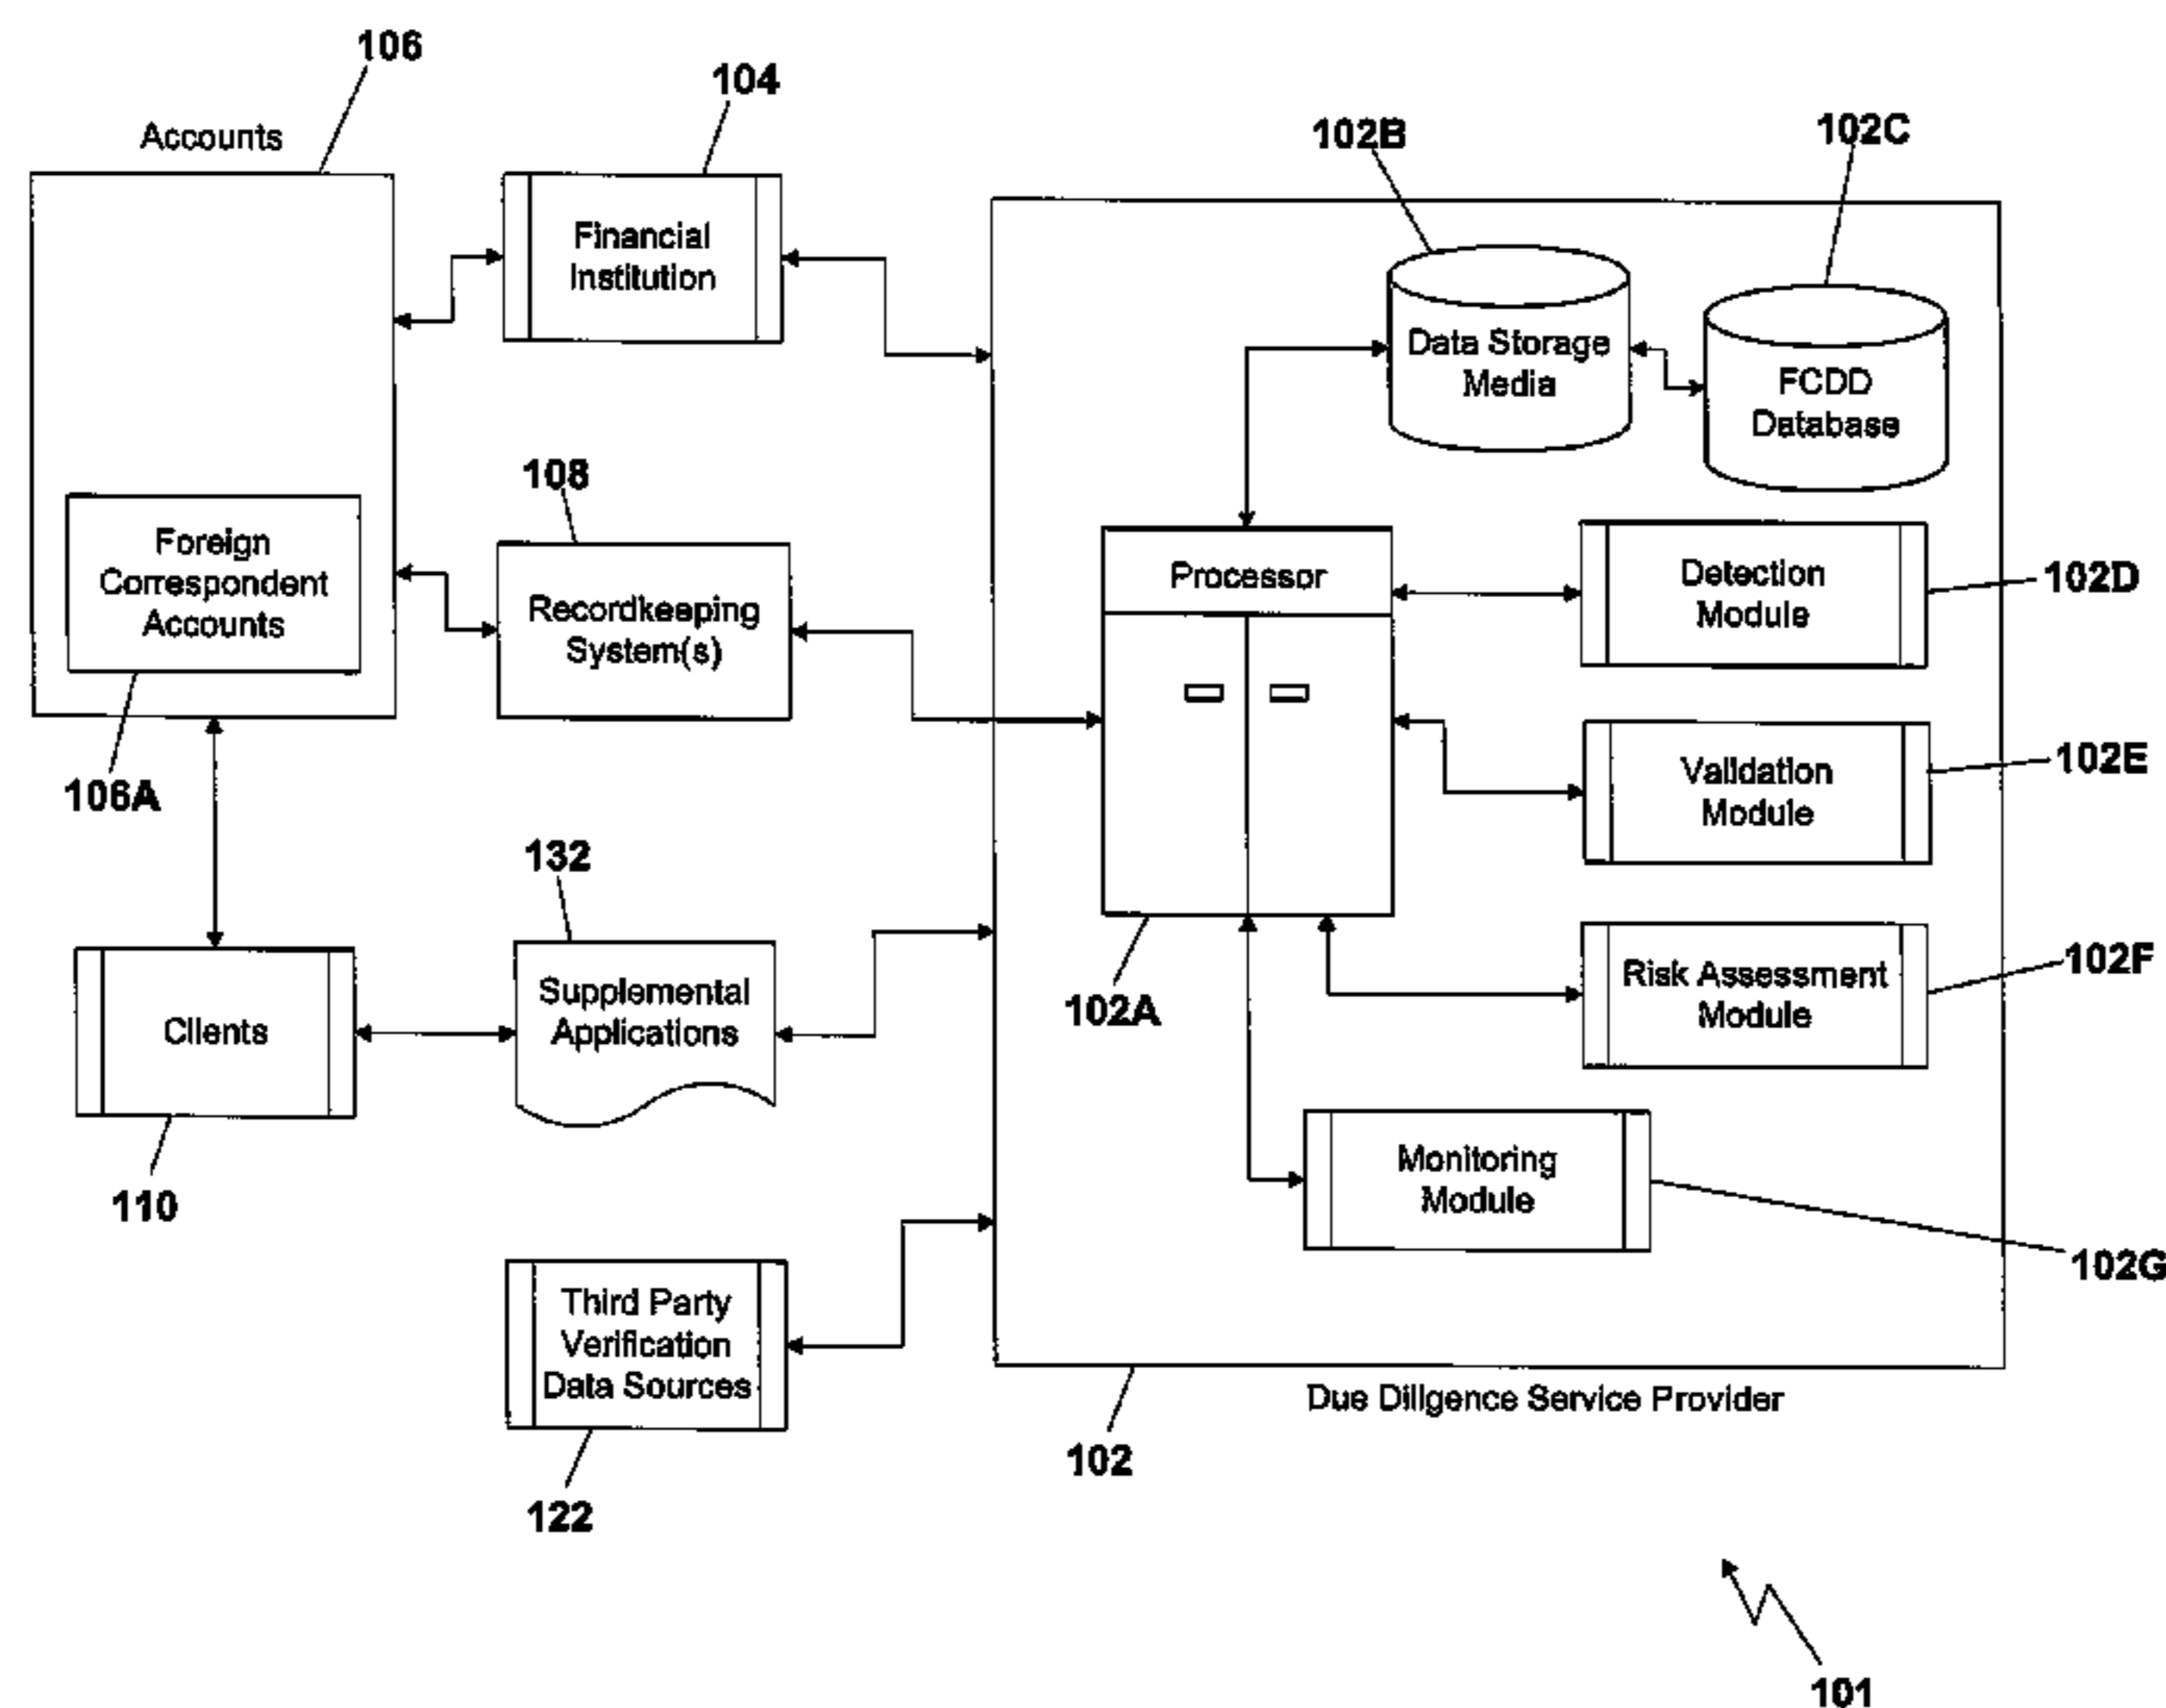 106
104
Accounts
102B
102C
Financial
Institution
Data Storage
Media
FCDD
Database
108
Foreign
Correspondent
Accounts
Recordkeeping
System(s)
Processor
Detection
Module
102D
106A
Validation
Module
102E
132
Supplemental
Applications
Clients
102A
Risk Assessment
Module
102F
110
Monitoring
Module
102G
Third Party
Verification
Data Sources
122
102
Due Diligence Service Provider
101